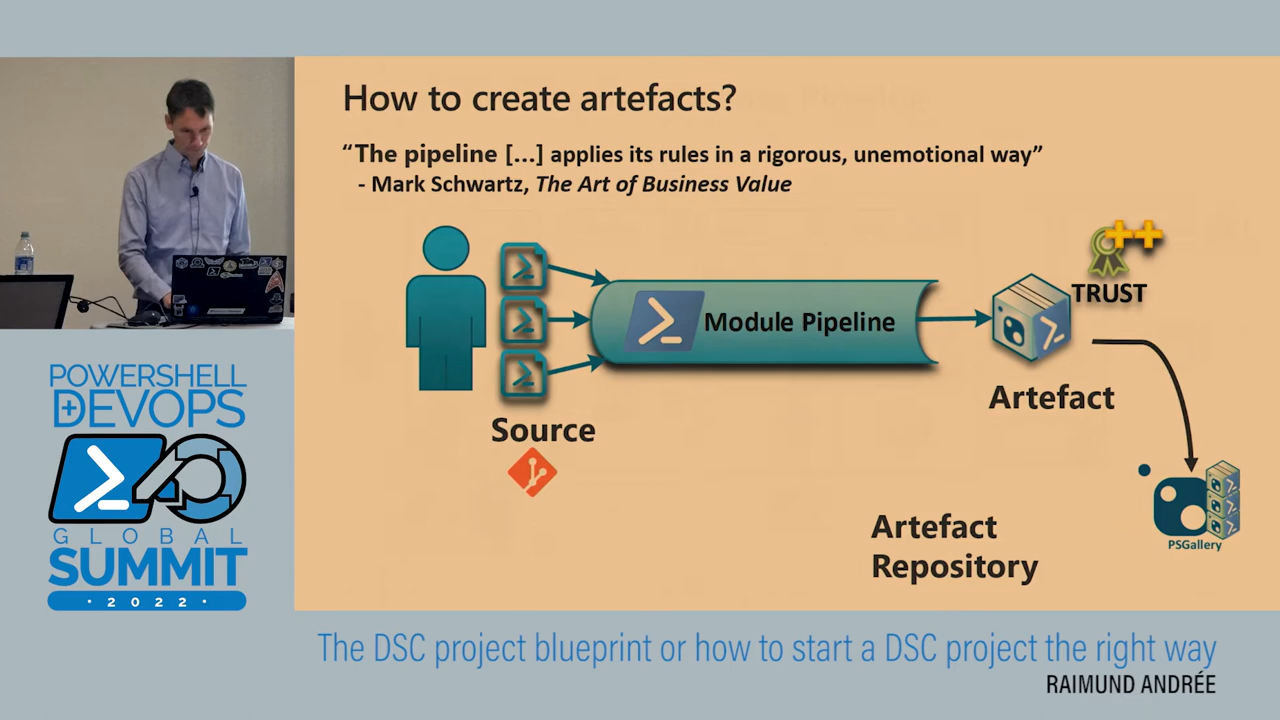 How to create artefacts?
“The pipeline [...] applies its rules in a rigorous, unemotional way”
- Mark Schwartz, The Art of Business Value
TRUST
Module Pipeline
Artefact
Source
PSGallery
Artefact
Repository
POWERSHELL
DEVOPS
GLOBAL
SUMMIT
· 2022 ·
The DSC project blueprint or how to start a DSC project the right way
RAIMUND ANDRÉE